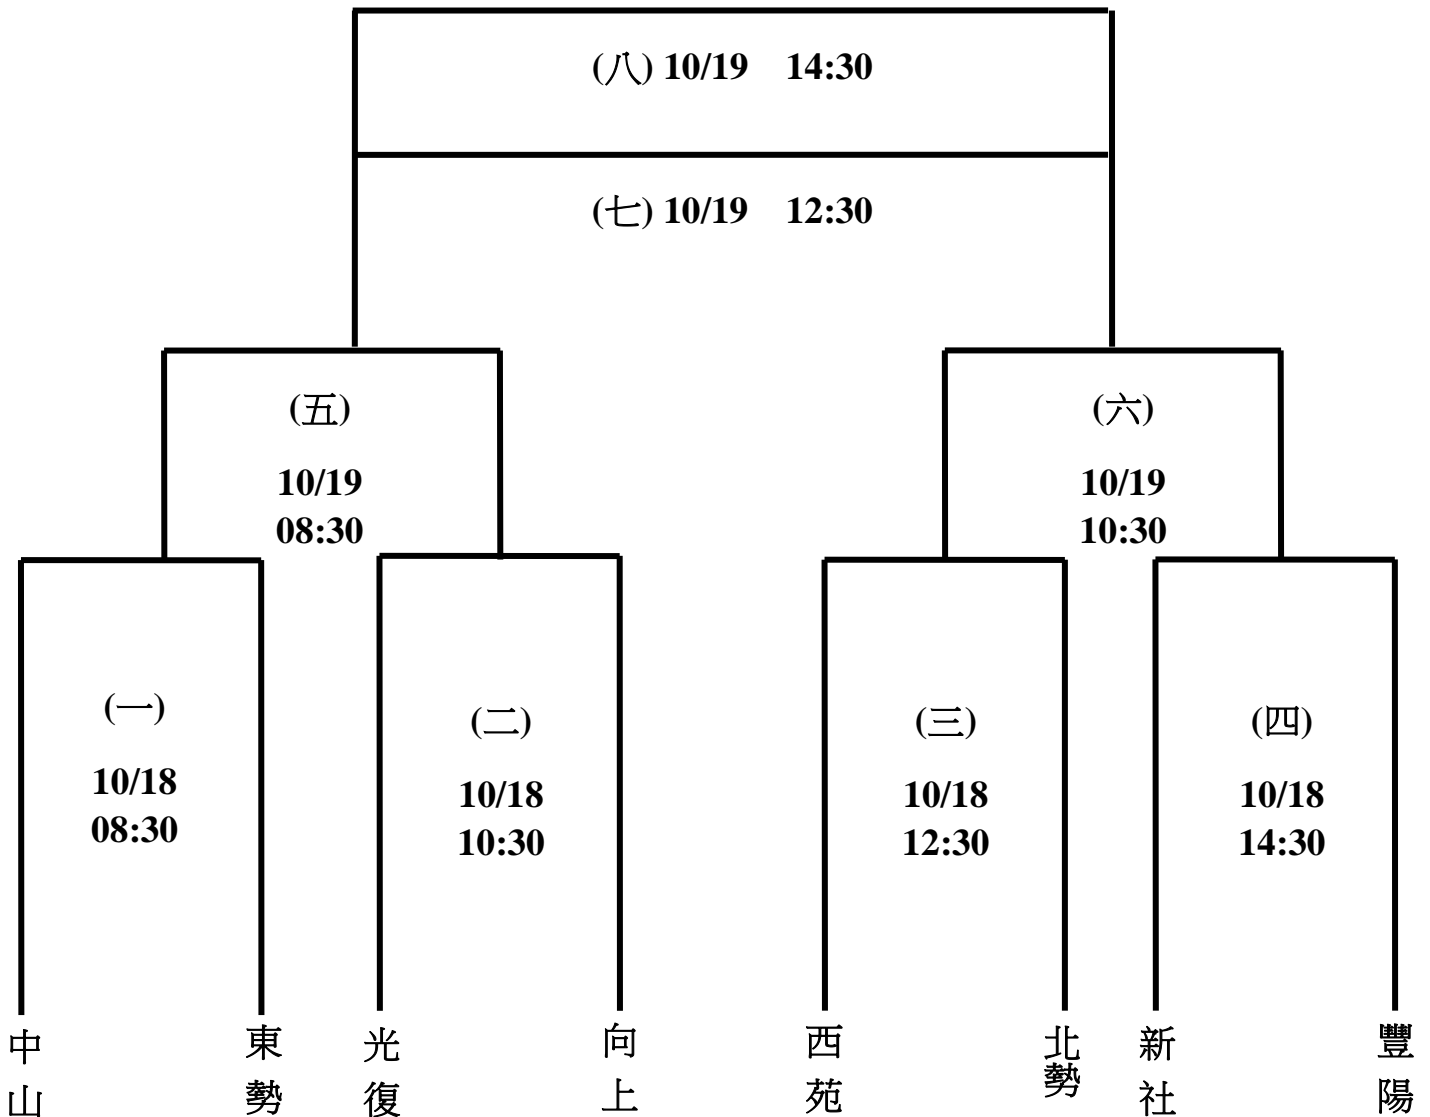 (八) 10/19 14:30
(七) 10/19 12:30
(五)
10/19
08:30
(六)
10/19
10:30
(一)
10/18
08:30
(二)
10/18
10:30
(三)
10/18
12:30
(四)
10/18
14:30
中山
東勢
光復
向上
西苑
北勢
新社
豐陽